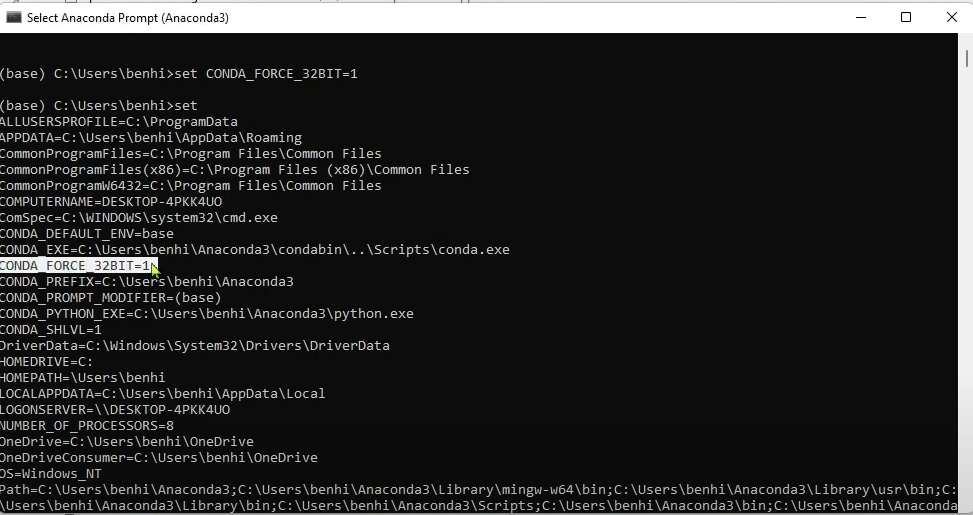 Select Anaconda Prompt (Anaconda3)
(base) C:\Users\benhi>set CONDA_FORCE_32BIT=1
(base) C:\Users\benhi>set
ALLUSERSPROFILE=C:\ProgramData
APPDATA=C:\Users\benhi\AppData\Roaming
CommonProgramFiles=C:\Program Files\Common Files
CommonProgramFiles(x86)=C:\Program Files (x86)\Common Files
CommonProgramW6432=C:\Program Files\Common Files
COMPUTERNAME=DESKTOP-4PKK4UO
ComSpec=C:\WINDOWS\system32\cmd.exe
CONDA_DEFAULT_ENV=base
CONDA_EXE=C:\Users\benhi\Anaconda3\condabin\..\Scripts\conda.exe
CONDA_FORCE_32BIT=1
CONDA_PREFIX=C:\Users\benhi\Anaconda3
CONDA_PROMPT_MODIFIER=(base)
CONDA_PYTHON_EXE=C:\Users\benhi\Anaconda3\python.exe
CONDA_SHLVL=1
DriverData=C:\Windows\System32\Drivers\DriverData
HOMEDRIVE=C:
HOMEPATH=\Users\benhi
LOCALAPPDATA=C:\Users\benhi\AppData\Local
LOGONSERVER=\\DESKTOP-4PKK4UO
NUMBER_OF_PROCESSORS=8
OneDrive=C:\Users\benhi\OneDrive
OneDriveConsumer=C:\Users\benhi\OneDrive
OS=Windows_NT
Path=C:\Users\benhi\Anaconda3;C:\Users\benhi\Anaconda3\Library\mingw-w64\bin;C:\Users\benhi\Anaconda3\Library\usr\bin;C:
\Users\benhi\Anaconda3\Library\bin;C:\Users\benhi\Anaconda3\Scripts;C:\Users\benhi\Anaconda3\bin;C:\Users\benhi\Anaconda